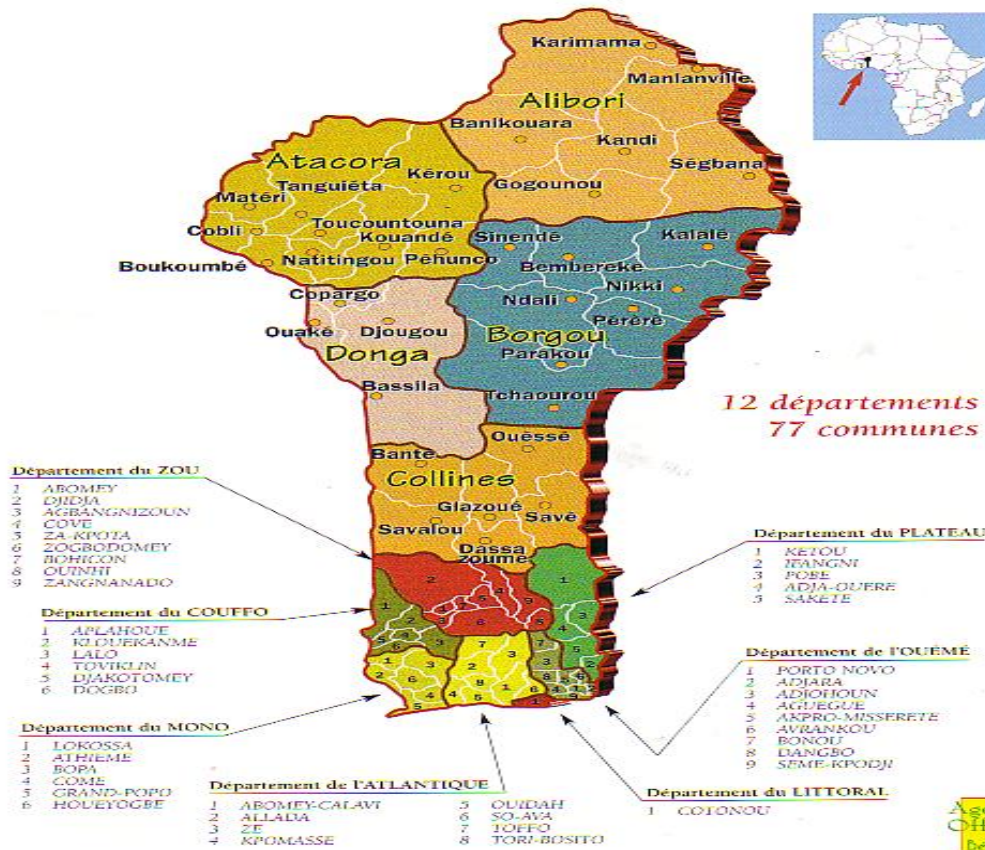 Karimama
Manlanville
Alibori
Banikouara
Kandi
Ségbana
Gogounou
Atacora
Kérou
Tanguiéta
Matéri
Toucountouna
Cobli
Kouandé
Boukoumbé
Natitingou
Péhunco
Sinendé
Kalalé
Bembereke
Nikki
Ndali
Pérèrè
Borgou
Parakou
Tchaourou
Copargo
Ouaké
Djougou
Donga
Bassila
12 départements
77 communes
Ouèssé
Bante
Collines
Glazoué
Savé
Savalou
Dassa
zoumé
Département du ZOU
1 ABOMEY
2 DJIDJA
3 AGBANGNIZOUN
4 COVE
5 ZA-KPOTA
6 ZOGBODOMEY
7 BOHICON
8 OUINHI
9 ZANGNANADO
Département du COUFFO
1 APLAHOUE
2 KLOUEKANME
3 LALO
4 TOVIKLIN
5 DJAKOTOMEY
6 DOGBO
Département du MONO
1 LOKOSSA
2 ATHIEME
3 BOPA
4 COME
5 GRAND-POPO
6 HOUEYOGBE
Département de l'ATLANTIQUE
1 ABOMEY-CALAVI
2 ALLADA
3 ZE
4 KPOMASSE
5 OUIDAH
6 SO-AVA
7 TOFFO
8 TORI-BOSITO
Département du PLATEAU
1 KETOU
2 IFANGNI
3 POBE
4 ADJA-OUERE
5 SAKETE
Département de l'OUÉMÉ
1 PORTO NOVO
2 ADJARA
3 ADJOHOUN
4 AGUEGUE
5 AKPRO-MISSERETE
6 AVRANKOU
7 BONOU
8 DANGBO
9 SEME-KPODJI
Département du LITTORAL
1 COTONOU